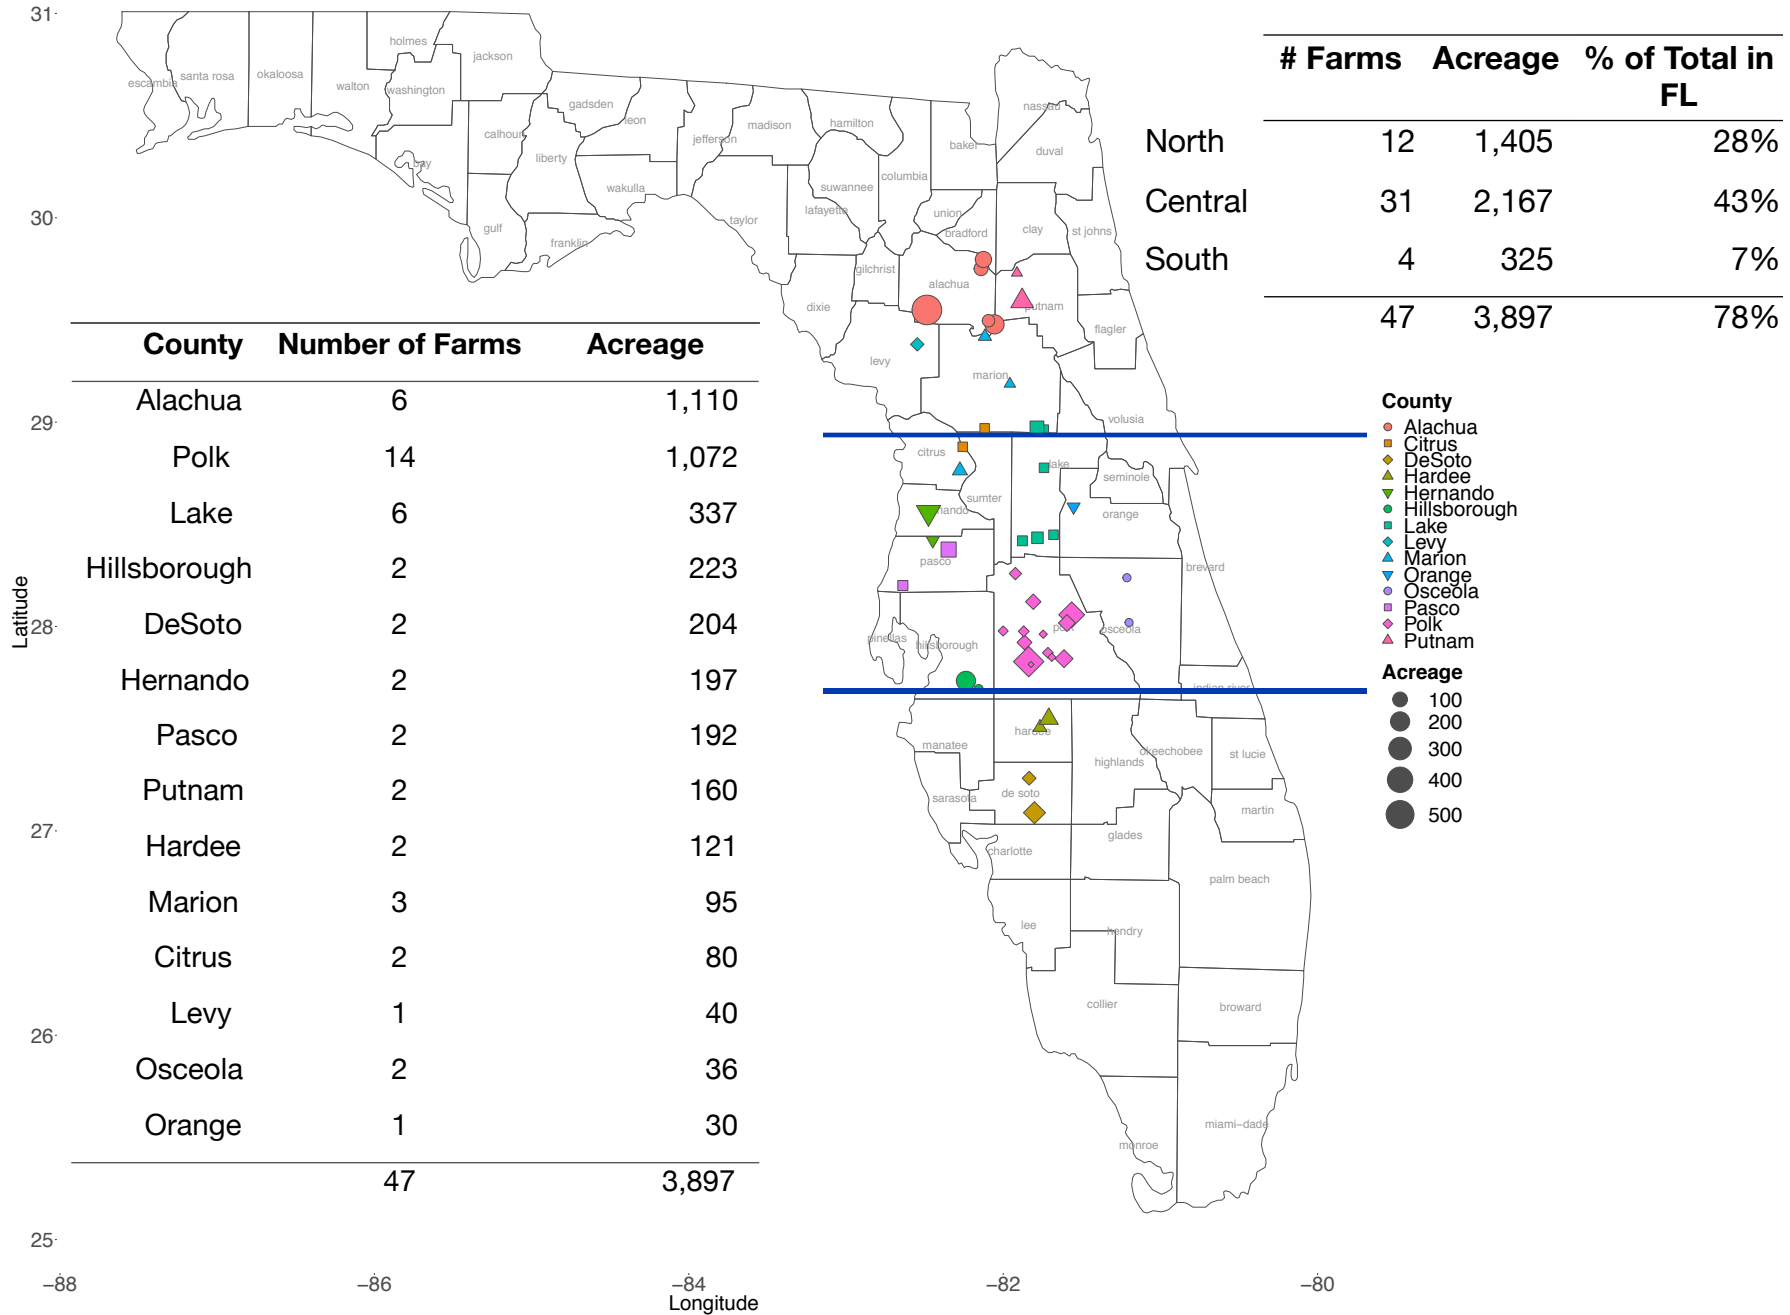 31
30
29
28
27
26
25
Latitude
−88
−86
−84
−82
−80
Longitude
# Farms Acreage % of Total in FL
North 12 1,405 28%
Central 31 2,167 43%
South 4 325 7%
47 3,897 78%
County Number of Farms Acreage
Alachua 6 1,110
Polk 14 1,072
Lake 6 337
Hillsborough 2 223
DeSoto 2 204
Hernando 2 197
Pasco 2 192
Putnam 2 160
Hardee 2 121
Marion 3 95
Citrus 2 80
Levy 1 40
Osceola 2 36
Orange 1 30
47 3,897
County
Alachua
Citrus
DeSoto
Hardee
Hernando
Hillsborough
Lake
Levy
Marion
Orange
Osceola
Pasco
Polk
Putnam
Acreage
100
200
300
400
500
escambia
santa rosa
okaloosa
walton
holmes
washington
jackson
bay
calhoun
gulf
liberty
gadsden
franklin
leon
wakulla
jefferson
madison
taylor
hamilton
suwannee
lafayette
dixie
columbia
gilchrist
baker
union
bradford
alachua
levy
nassau
duval
clay
st johns
putnam
flagler
marion
volusia
citrus
sumter
lake
seminole
orange
nando
pasco
brevard
pinellas
hillsborough
polk
osceola
indian river
manatee
hardee
highlands
okeechobee
st lucie
sarasota
de soto
martin
charlotte
glades
palm beach
lee
hendry
collier
broward
monroe
miami−dade